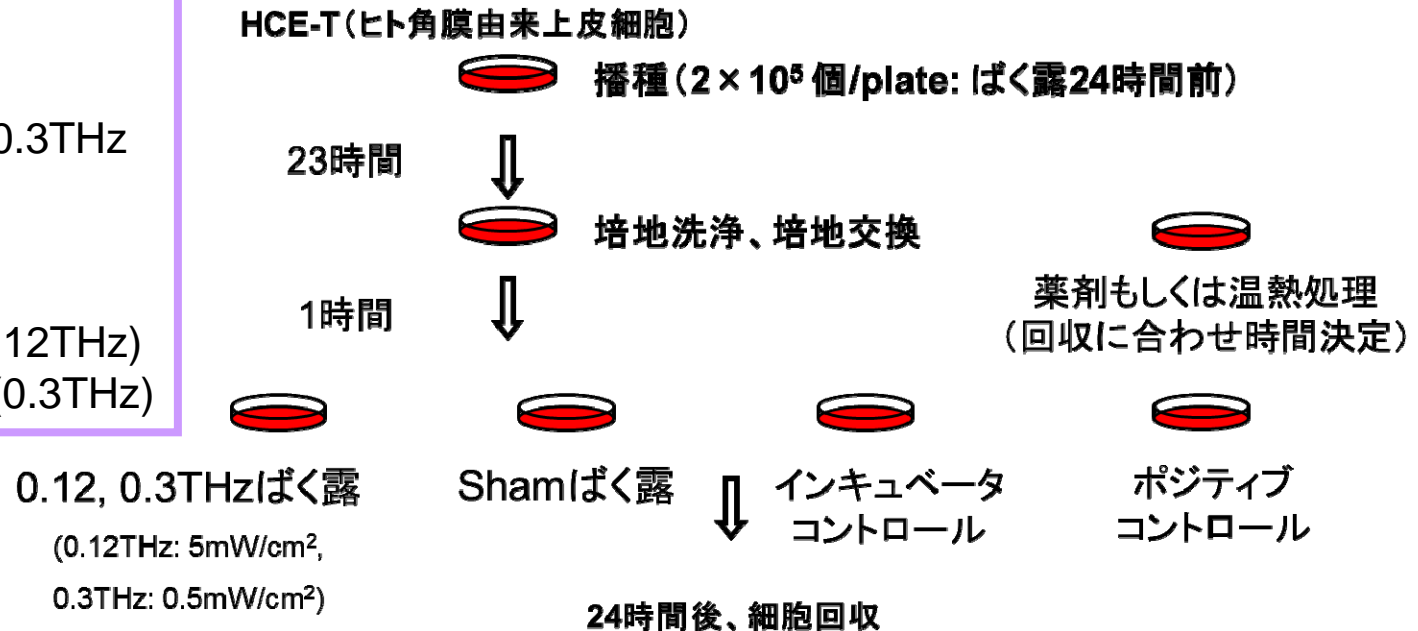 HCE-T（ヒト角膜由来上皮細胞）
播種（2×10⁵ 個/plate: ばく露24時間前）
0.3THz
23時間
培地洗浄、培地交換
薬剤もしくは温熱処理
（回収に合わせ時間決定）
1時間
12THz)
(0.3THz)
0.12, 0.3THzばく露
(0.12THz: 5mW/cm²,
0.3THz: 0.5mW/cm²)
Shamばく露
インキュベータ
コントロール
ポジティブ
コントロール
24時間後、細胞回収